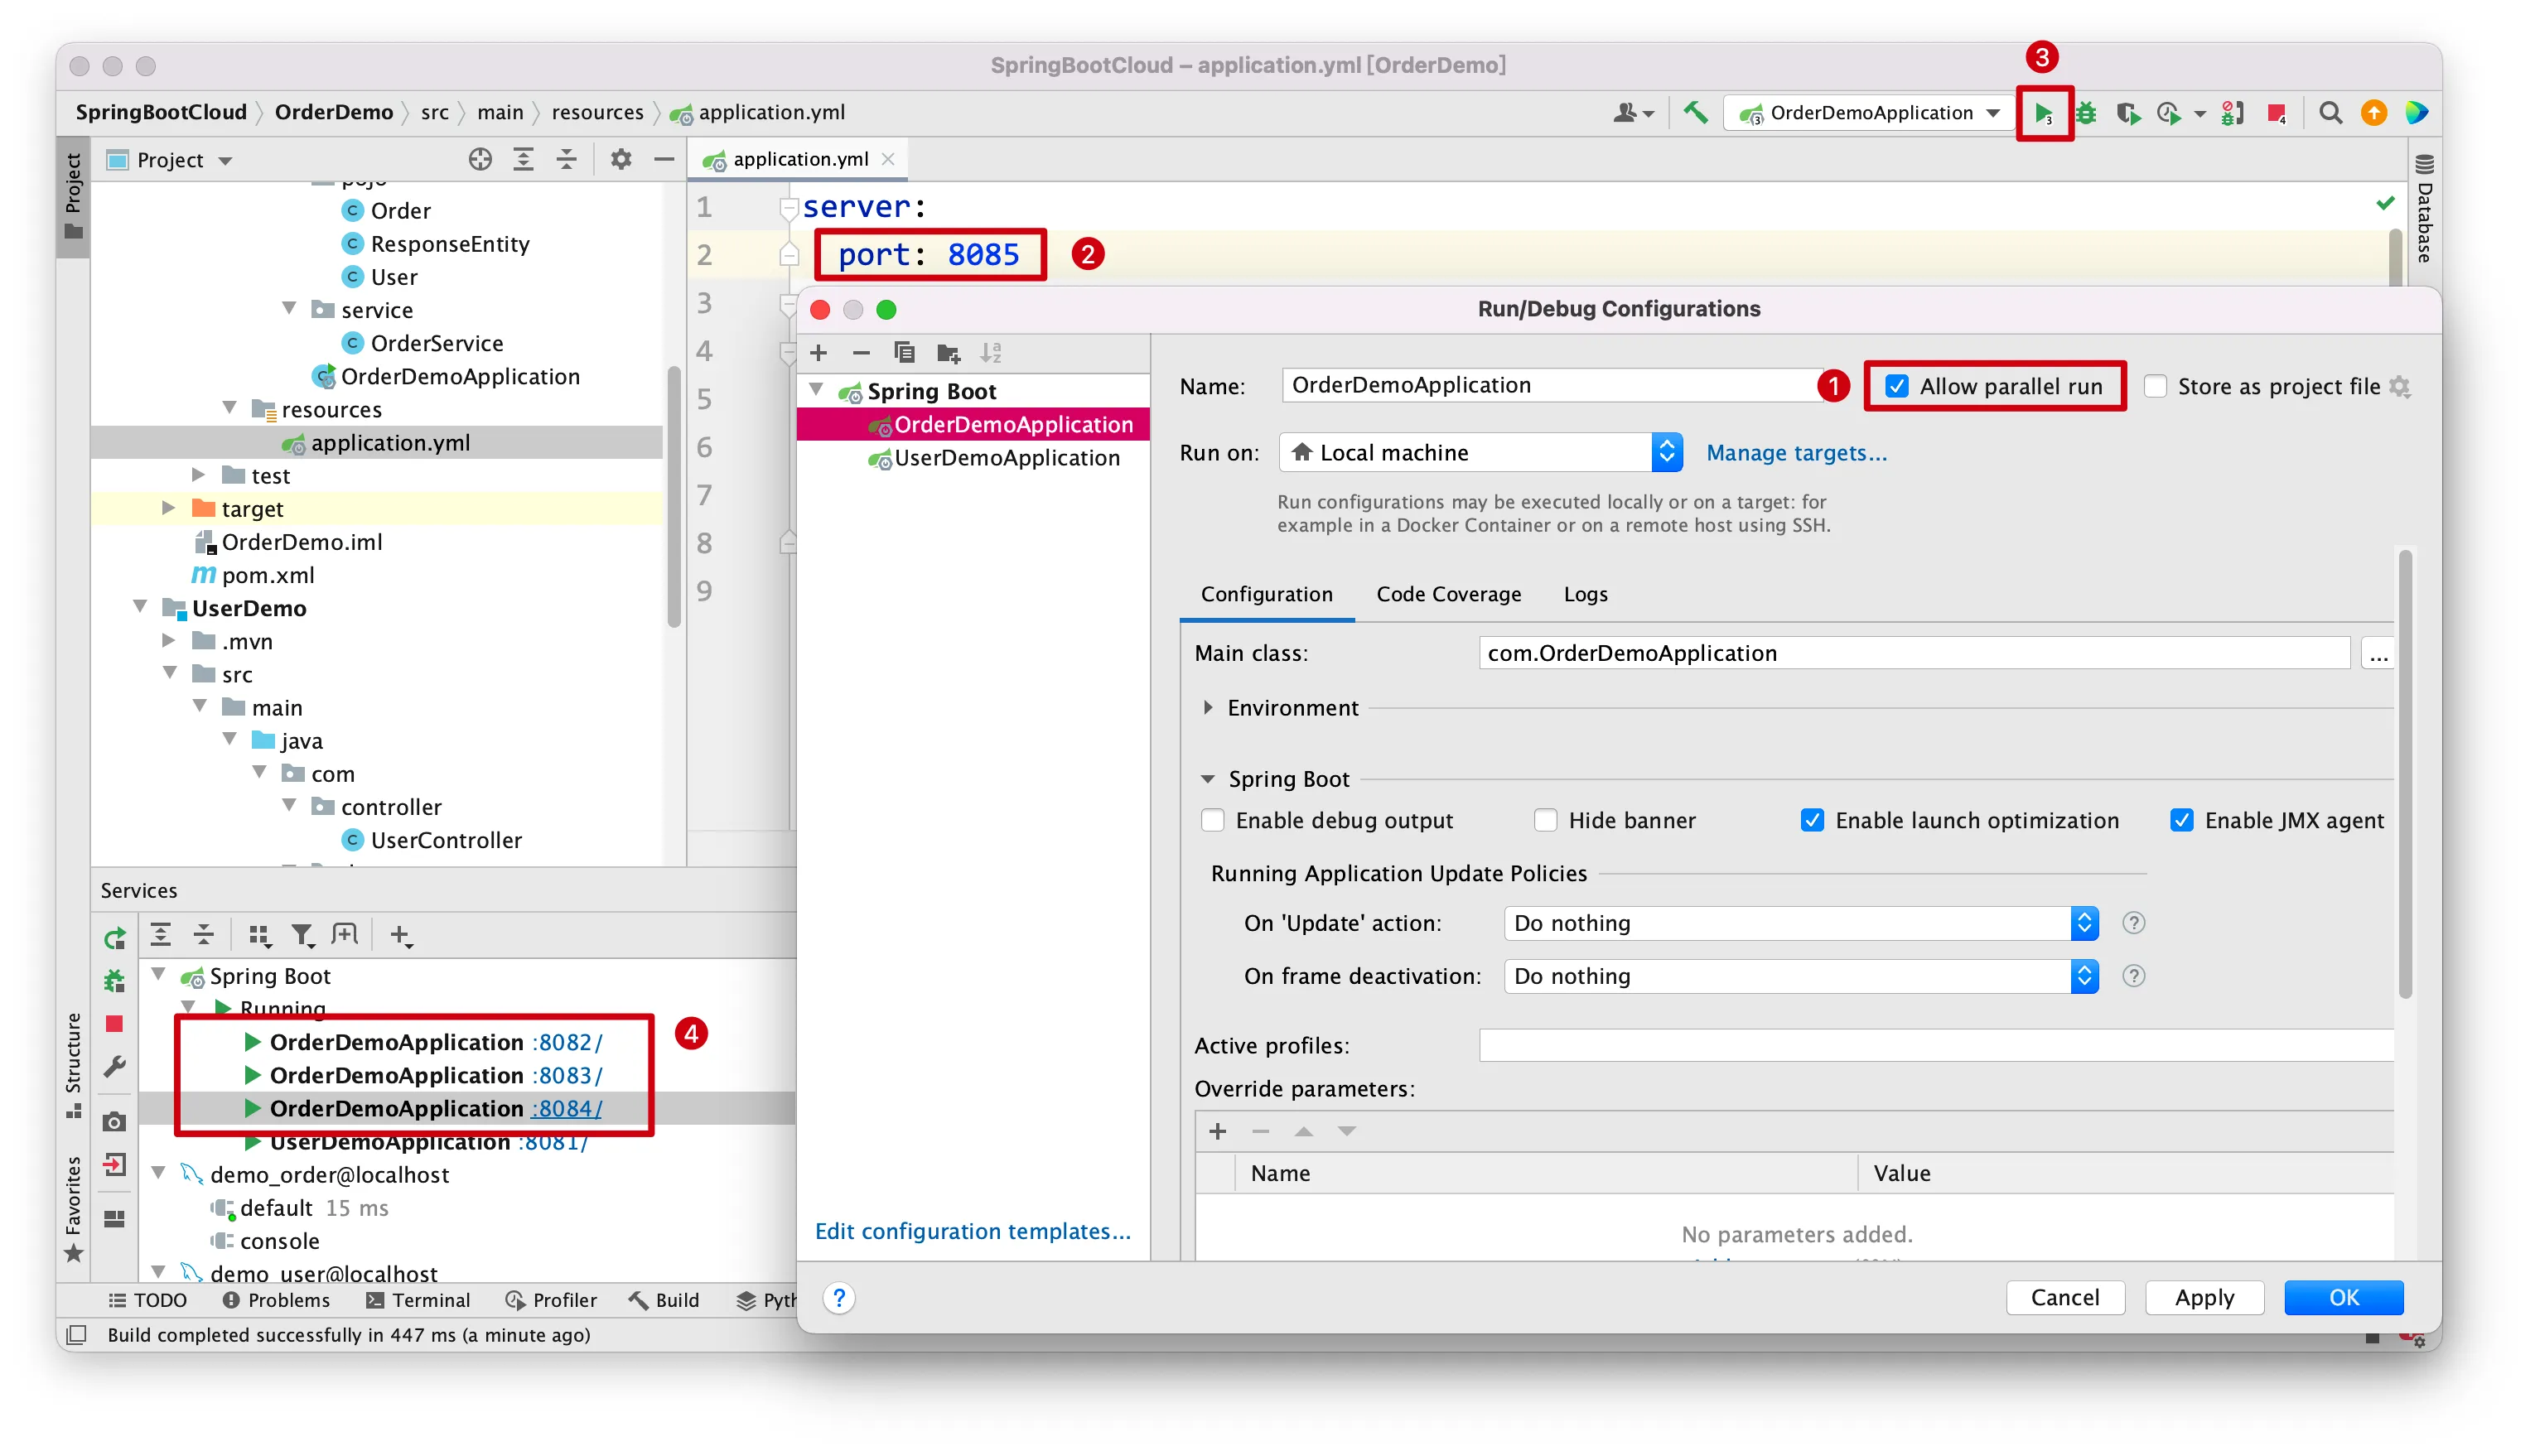 SpringBootCloud – application.yml [OrderDemo]
3
SpringBootCloud
OrderDemo
src
main
resources
application.yml
OrderDemoApplication
Project
Project
application.yml
Order
ResponseEntity
User
service
OrderService
OrderDemoApplication
resources
application.yml
test
target
OrderDemo.iml
pom.xml
UserDemo
.mvn
src
main
java
com
controller
UserController
1 server:
2 port: 8085
2
3
4
5
6
7
8
9
Database
Run/Debug Configurations
Spring Boot
OrderDemoApplication
UserDemoApplication
Edit configuration templates...
Name: OrderDemoApplication
1
Allow parallel run
Store as project file
Run on: Local machine
Manage targets...
Run configurations may be executed locally or on a target: for
example in a Docker Container or on a remote host using SSH.
Configuration
Code Coverage
Logs
Main class: com.OrderDemoApplication
...
Environment
Spring Boot
Enable debug output
Hide banner
Enable launch optimization
Enable JMX agent
Running Application Update Policies
On 'Update' action: Do nothing
On frame deactivation: Do nothing
Active profiles:
Override parameters:
Name
Value
No parameters added.
Cancel
Apply
OK
Services
Spring Boot
Running
OrderDemoApplication :8082/
OrderDemoApplication :8083/
OrderDemoApplication :8084/
4
UserDemoApplication :8081/
demo_order@localhost
default 15 ms
console
demo_user@localhost
Structure
Favorites
TODO
Problems
Terminal
Profiler
Build
Build completed successfully in 447 ms (a minute ago)